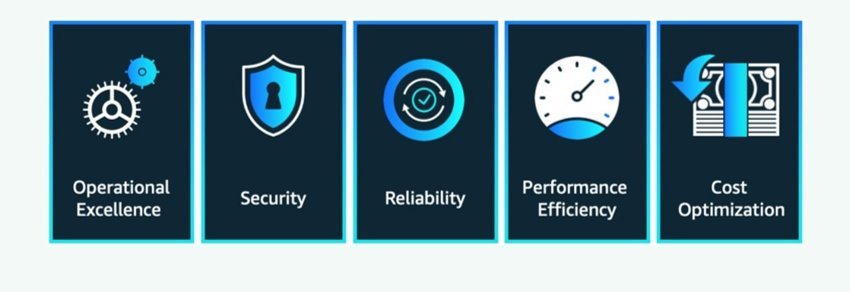 Operational
Excellence
Security
Reliability
Performance
Efficiency
Cost
Optimization